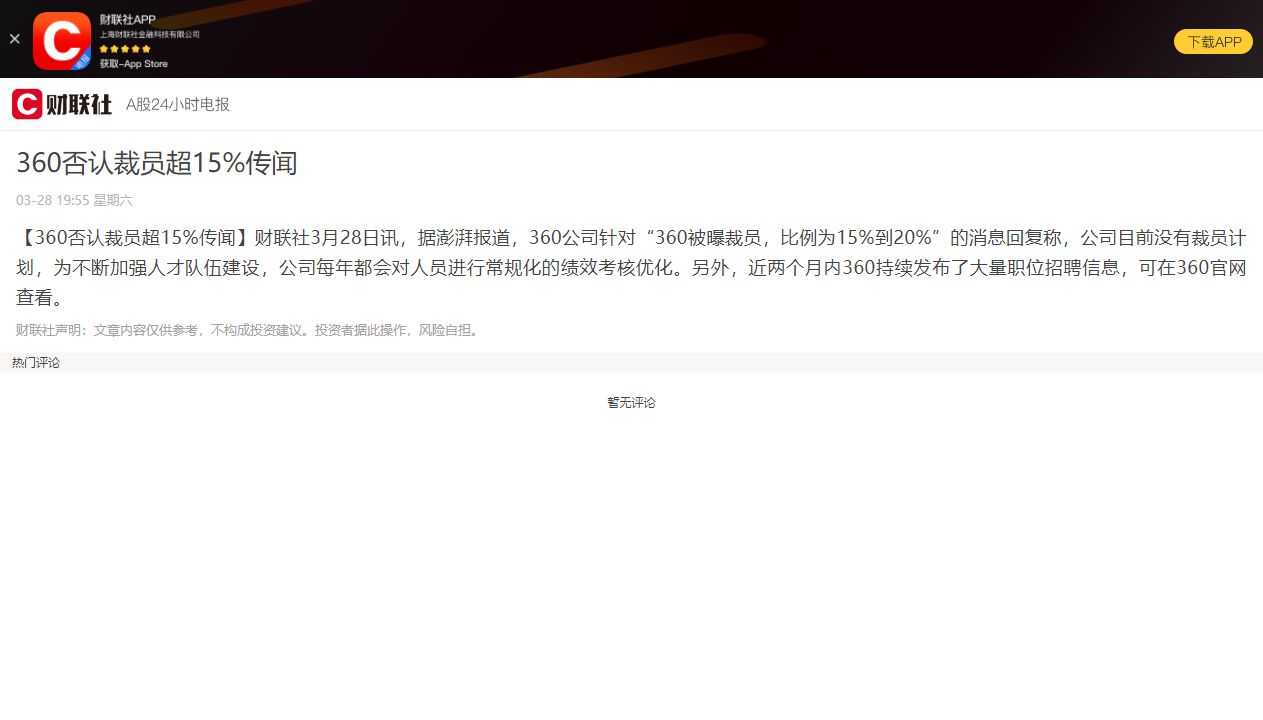 ×
财联社APP
上海财联社金融科技有限公司
获取-App Store
下载APP
财联社 A股24小时电报
360否认裁员超15%传闻
03-28 19:55 星期六
【360否认裁员超15%传闻】财联社3月28日讯，据澎湃报道，360公司针对“360被曝裁员，比例为15%到20%”的消息回复称，公司目前没有裁员计
划，为不断加强人才队伍建设，公司每年都会对人员进行常规化的绩效考核优化。另外，近两个月内360持续发布了大量职位招聘信息，可在360官网
查看。
财联社声明：文章内容仅供参考，不构成投资建议。投资者据此操作，风险自担。
热门评论
暂无评论